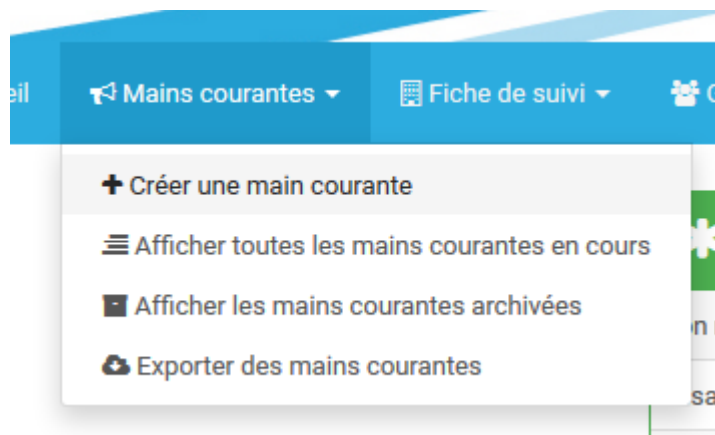 Mains courantes
Fiche de suivi
Créer une main courante
Afficher toutes les mains courantes en cours
Afficher les mains courantes archivées
Exporter des mains courantes